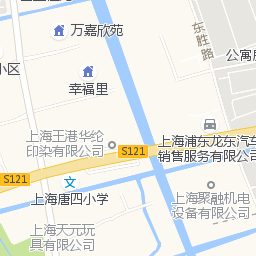 万嘉欣苑
东胜路
公寓
小区
幸福里
上海王港华纶
印染有限公司
上海浦东龙东汽车
销售服务有限公司
S121
S121
上海唐四小学
上海聚融机电
设备有限公司
上海天元玩
具有限公司